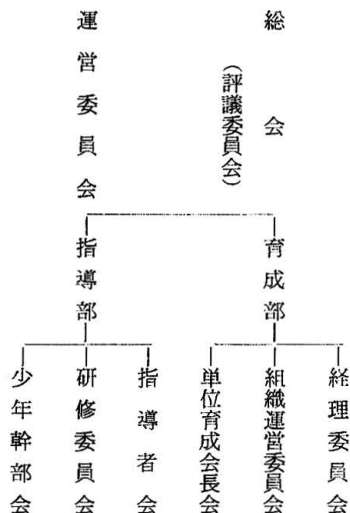 総会
(評議委員会)
運営委員会
育成部
指導部
経理委員会
組織運営委員会
単位育成会長会
指導者会
研修委員会
少年幹部会